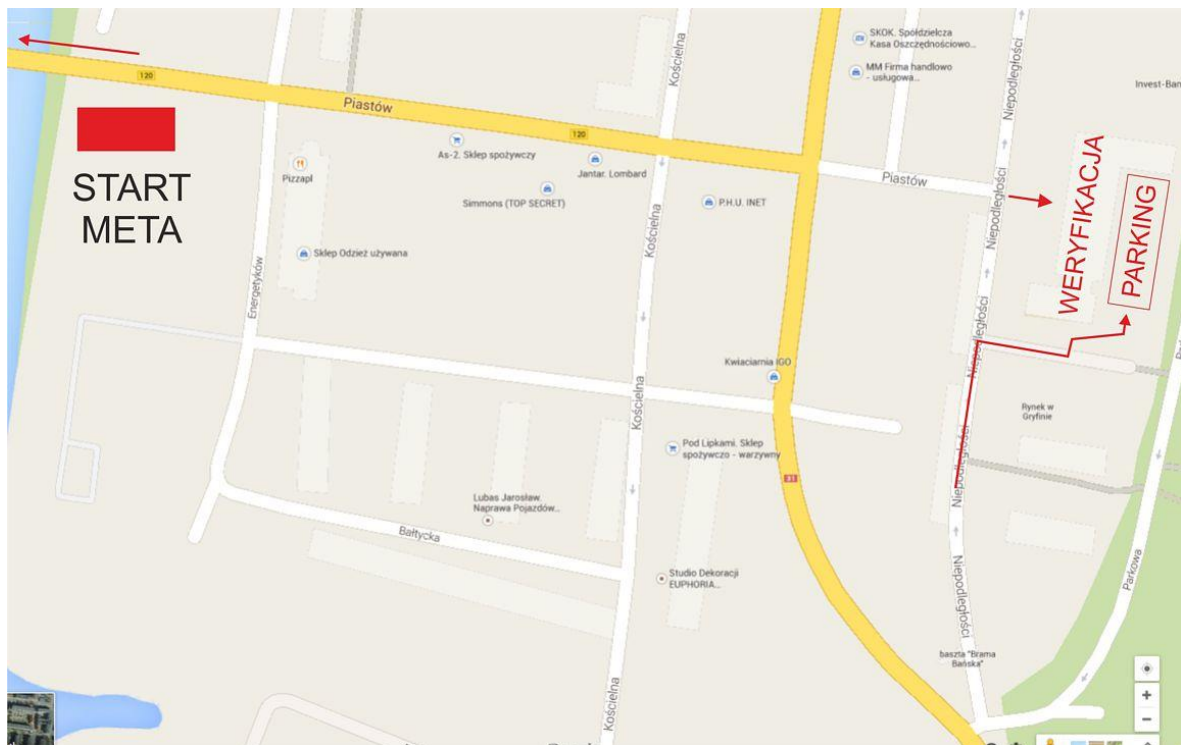 SKOK. Spółdzielcza
Kasa Oszczędnościowo...
MM Firma handlowo
- usługowa...
Kościelna
Niepodległości
Invest-Ban
120
Piastów
120
START
META
As-2. Sklep spożywczy
Jantar. Lombard
Pizzapl
Simmons (TOP SECRET)
P.H.U. INET
Piastów
Niepodległości
WERYFIKACJA
PARKING
Kościelna
Sklep Odzież używana
Energetyków
Niepodległości
Niepodległości
Kwiaciarnia IGO
Kościelna
Rynek w
Gryfinie
Pod Lipkami. Sklep
spożywczo - warzywny
Niepodległości
31
Lubas Jarosław.
Naprawa Pojazdów...
Bałtycka
Studio Dekoracji
EUPHORIA...
Niepodległości
Parkowa
baszta "Brama
Bańska"
Kościelna
+
−